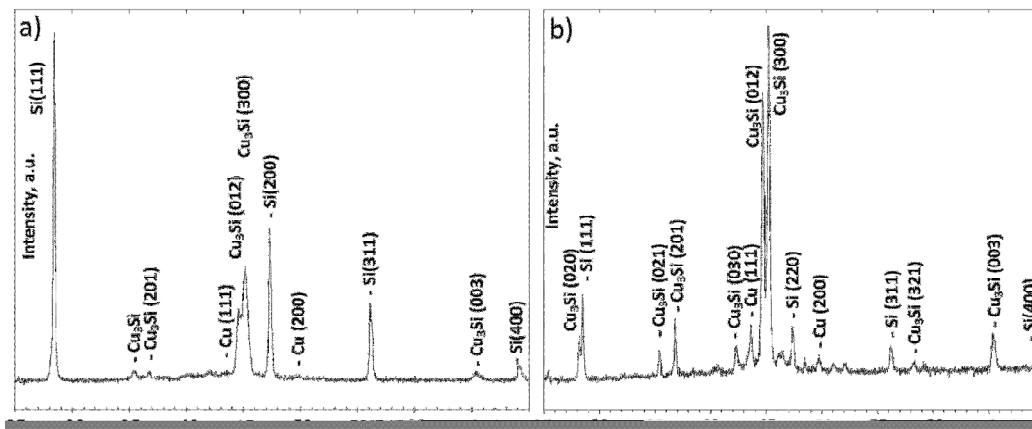 a)
Intensity, a.u.
Si(111)
- Cu₃Si
- Cu₃Si (201)
- Cu (111)
Cu₃Si (012)
Cu₃Si (300)
- Si(200)
- Cu (200)
- Si(311)
- Cu₃Si (003)
Si(400)
b)
Intensity, a.u.
Cu₃Si (020)
- Si (111)
- Cu₃Si (021)
- Cu₃Si (201)
- Cu₃Si (030)
- Cu (111)
Cu₃Si (012)
Cu₃Si (300)
- Si (220)
- Cu (200)
- Si (311)
- Cu₃Si (321)
- Cu₃Si (003)
- Si(400)